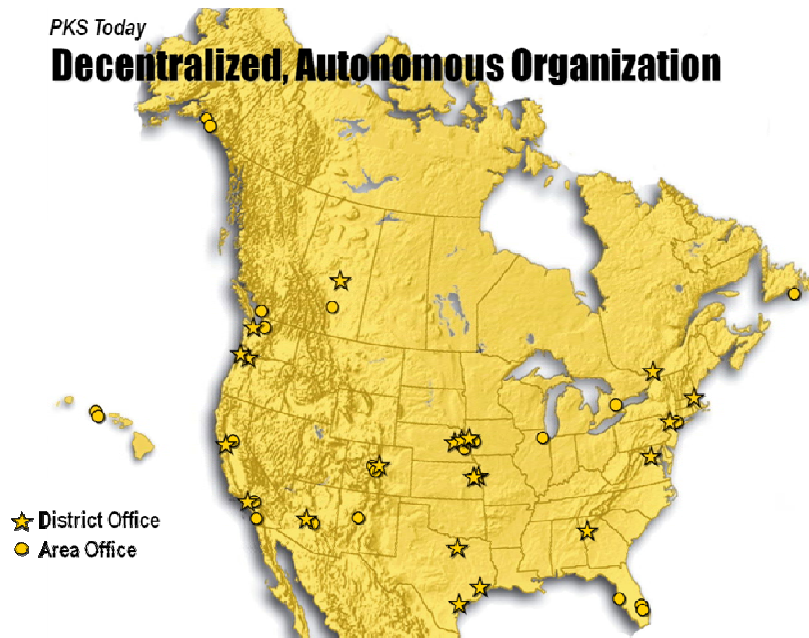 PKS Today
Decentralized, Autonomous Organization
District Office
Area Office